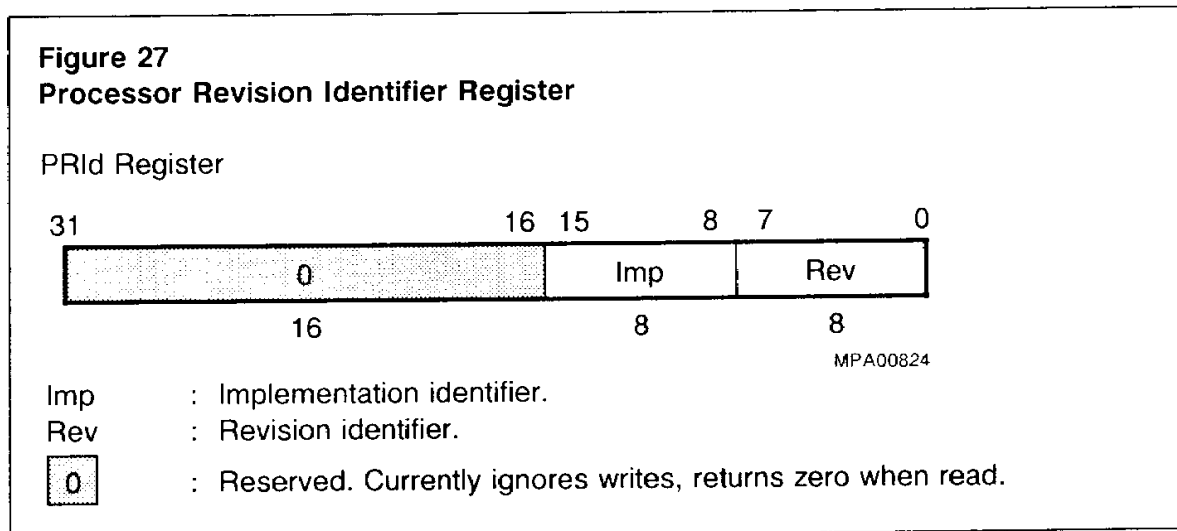 Figure 27
Processor Revision Identifier Register
PRId Register
31 16 15 8 7 0
0 Imp Rev
16 8 8
MPA00824
Imp : Implementation identifier.
Rev : Revision identifier.
0 : Reserved. Currently ignores writes, returns zero when read.